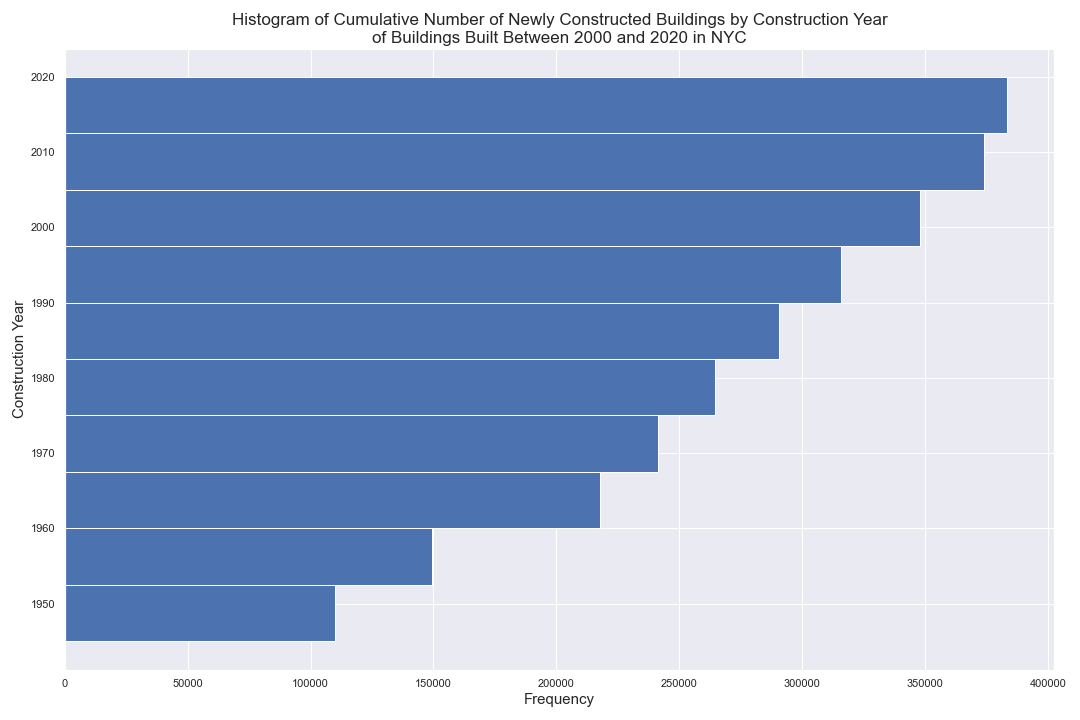 Histogram of Cumulative Number of Newly Constructed Buildings by Construction Year
of Buildings Built Between 2000 and 2020 in NYC
Construction Year
2020
2010
2000
1990
1980
1970
1960
1950
0 50000 100000 150000 200000 250000 300000 350000 400000
Frequency